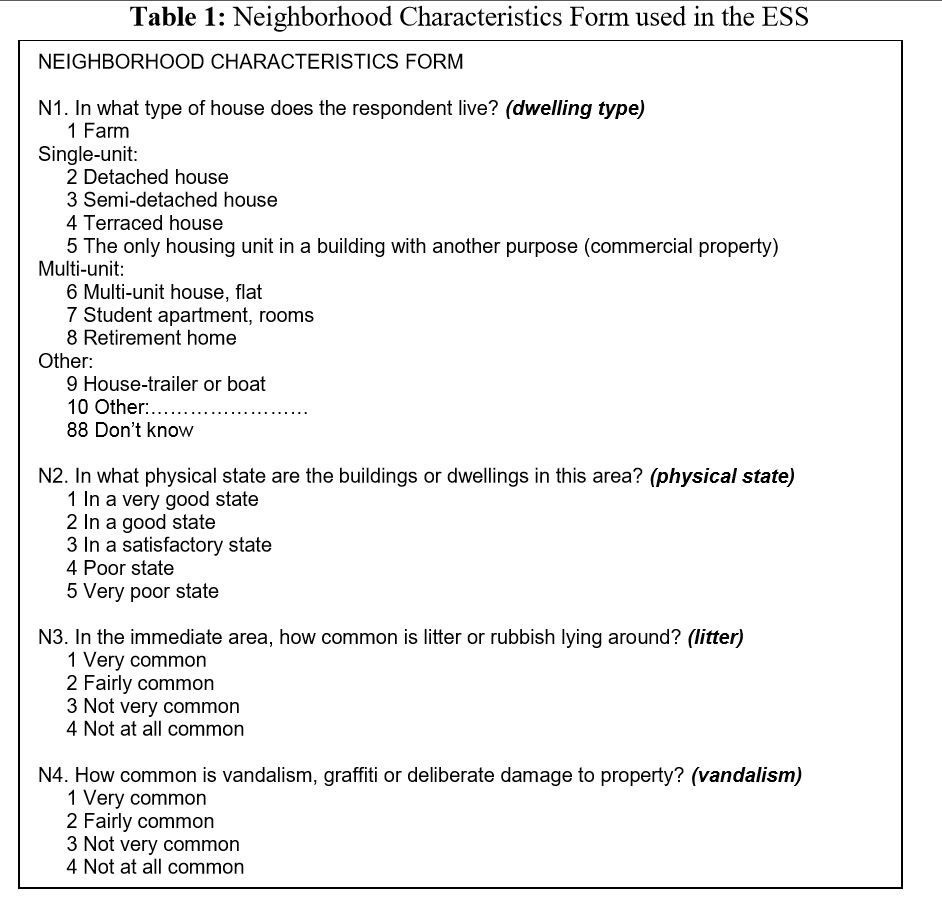 Table 1: Neighborhood Characteristics Form used in the ESS
NEIGHBORHOOD CHARACTERISTICS FORM
N1. In what type of house does the respondent live? (dwelling type)
1 Farm
Single-unit:
2 Detached house
3 Semi-detached house
4 Terraced house
5 The only housing unit in a building with another purpose (commercial property)
Multi-unit:
6 Multi-unit house, flat
7 Student apartment, rooms
8 Retirement home
Other:
9 House-trailer or boat
10 Other:……………………
88 Don’t know
N2. In what physical state are the buildings or dwellings in this area? (physical state)
1 In a very good state
2 In a good state
3 In a satisfactory state
4 Poor state
5 Very poor state
N3. In the immediate area, how common is litter or rubbish lying around? (litter)
1 Very common
2 Fairly common
3 Not very common
4 Not at all common
N4. How common is vandalism, graffiti or deliberate damage to property? (vandalism)
1 Very common
2 Fairly common
3 Not very common
4 Not at all common